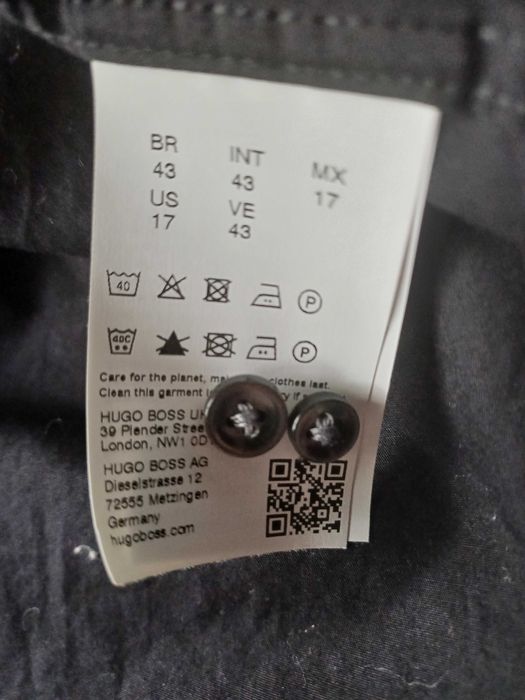 BR INT MX
43 43 17
US VE
17 43
40 P
40C P
Care for the planet, clothes last.
Clean this garment if
HUGO BOSS UK
39 Plender Street
London, NW1 0D
HUGO BOSS AG
Dieselstrasse 12
72555 Metzingen
Germany
hugoboss.com